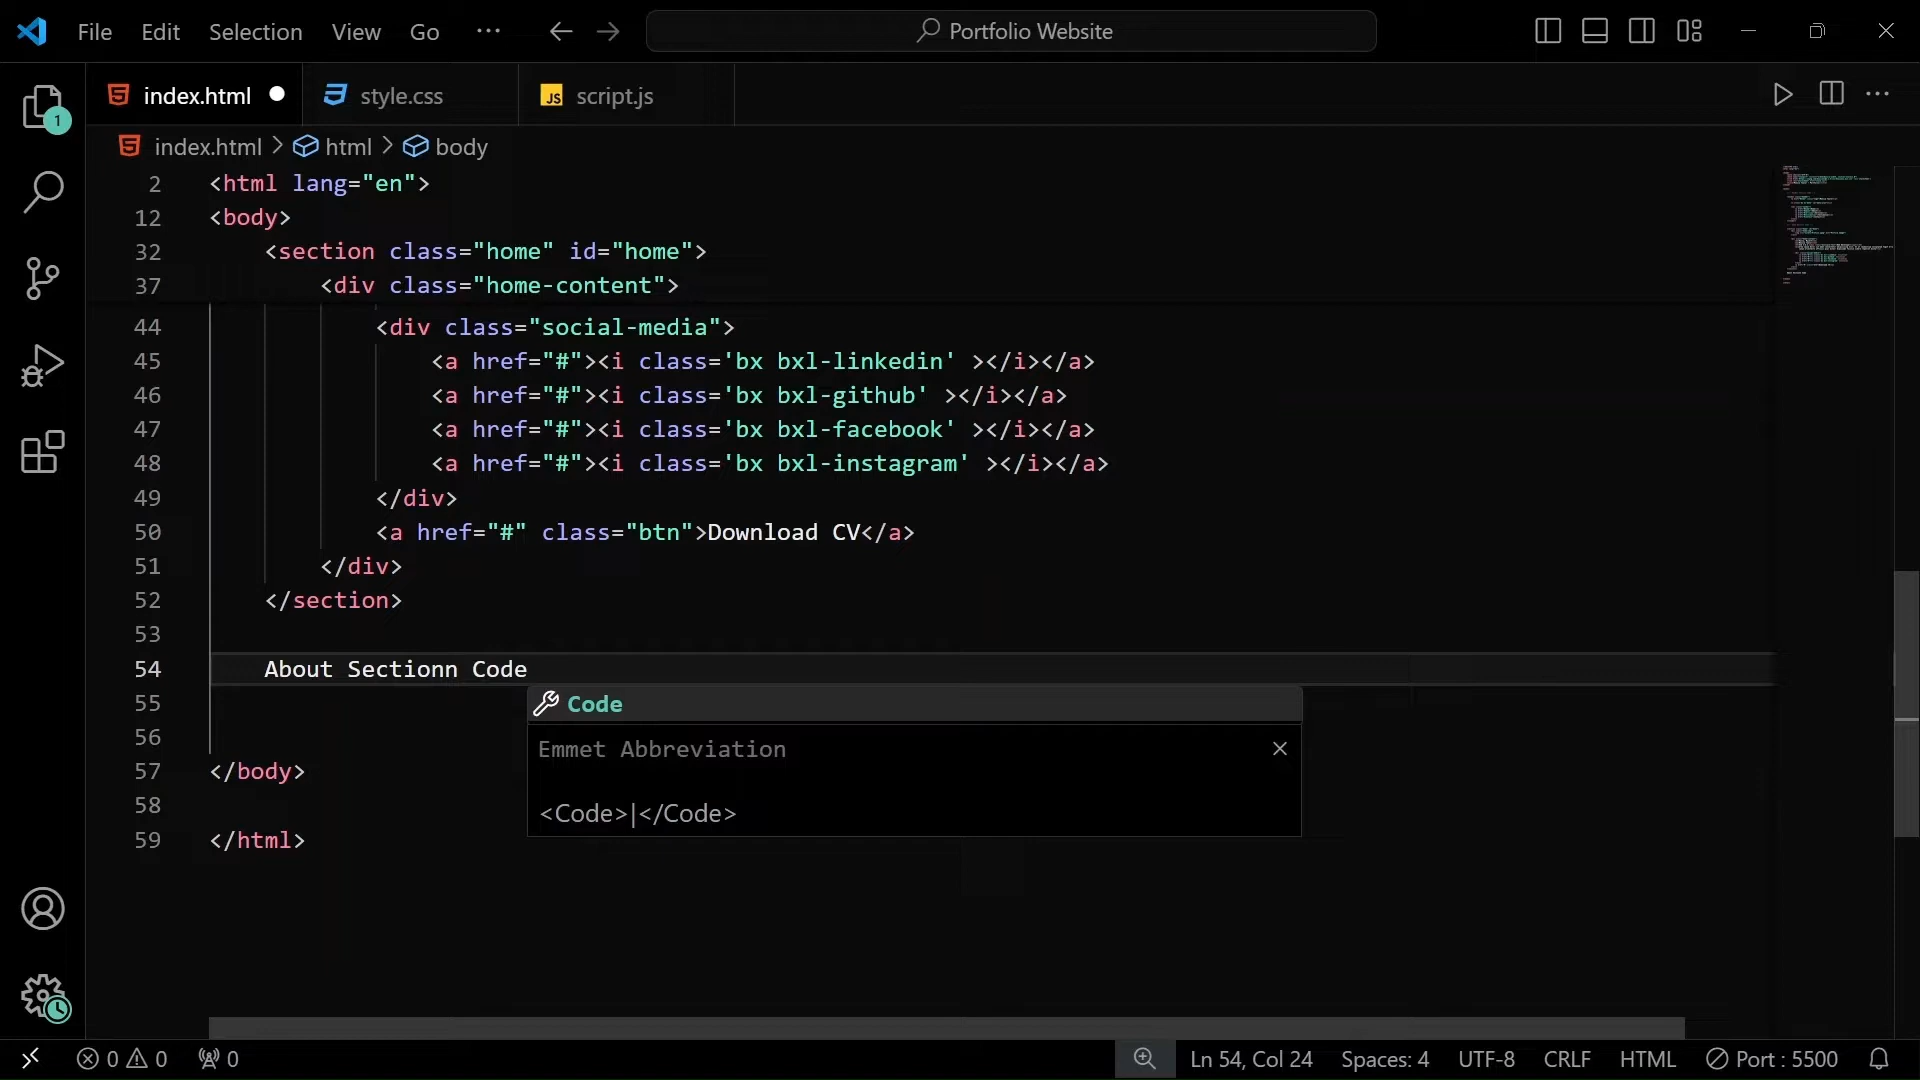 File Edit Selection View Go ··· Portfolio Website
index.html style.css JS script.js
1
index.html > html > body
2 <html lang="en">
12 <body>
32 <section class="home" id="home">
37 <div class="home-content">
44 <div class="social-media">
45 <a href="#"><i class='bx bxl-linkedin' ></i></a>
46 <a href="#"><i class='bx bxl-github' ></i></a>
47 <a href="#"><i class='bx bxl-facebook' ></i></a>
48 <a href="#"><i class='bx bxl-instagram' ></i></a>
49 </div>
50 <a href="#" class="btn">Download CV</a>
51 </div>
52 </section>
53
54 About Sectionn Code
55
Code
56
Emmet Abbreviation
57 </body>
58
<Code>|</Code>
59 </html>
0 0 0 Ln 54, Col 24 Spaces: 4 UTF-8 CRLF HTML Port : 5500